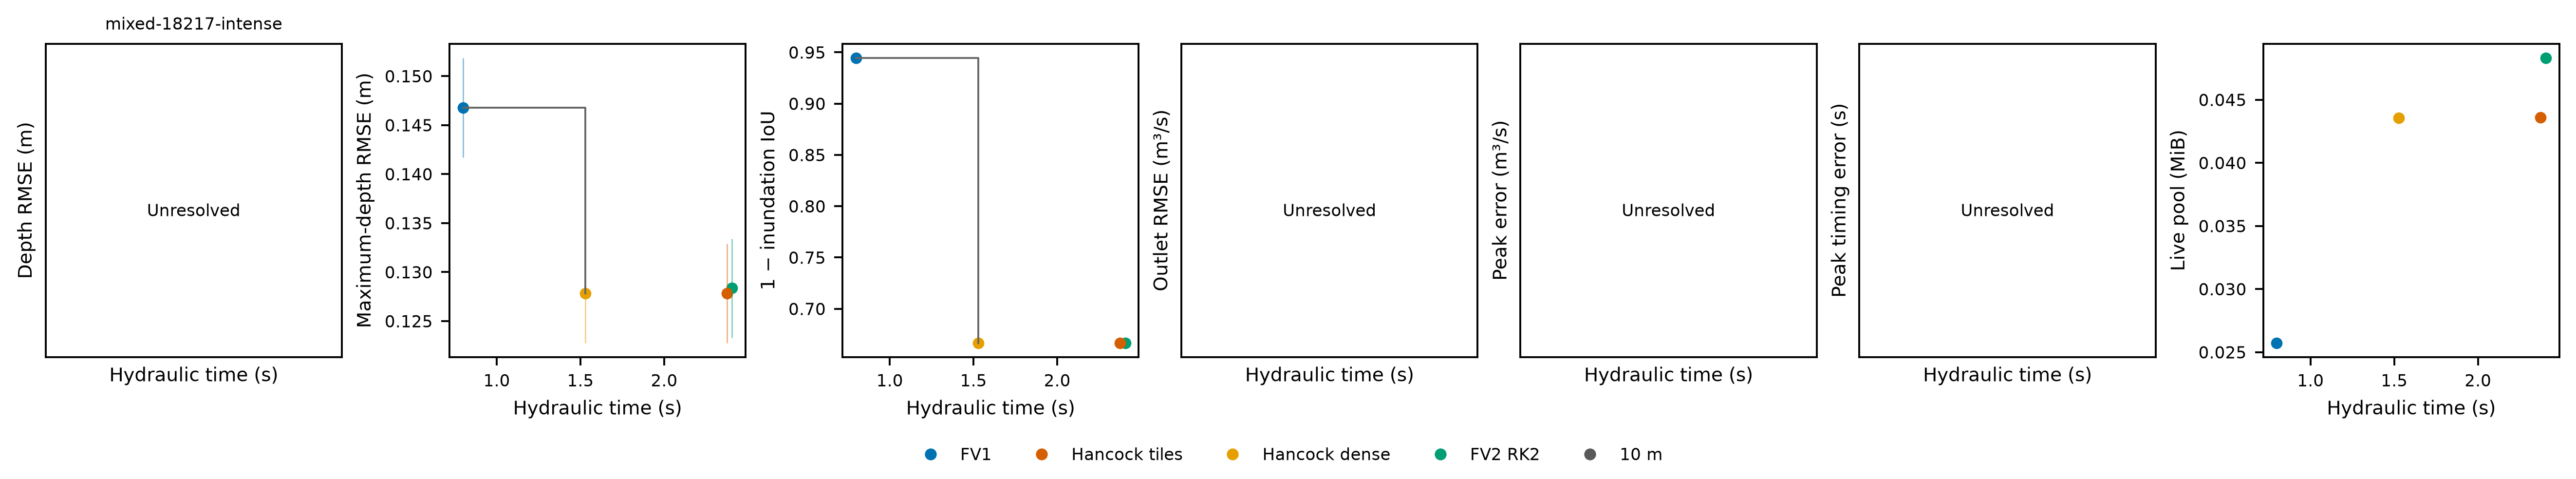 mixed-18217-intense
Depth RMSE (m)
Unresolved
Hydraulic time (s)
Maximum-depth RMSE (m)
0.150
0.145
0.140
0.135
0.130
0.125
1.0 1.5 2.0
Hydraulic time (s)
1 − inundation IoU
0.95
0.90
0.85
0.80
0.75
0.70
1.0 1.5 2.0
Hydraulic time (s)
Outlet RMSE (m³/s)
Unresolved
Hydraulic time (s)
Peak error (m³/s)
Unresolved
Hydraulic time (s)
Peak timing error (s)
Unresolved
Hydraulic time (s)
Live pool (MiB)
0.045
0.040
0.035
0.030
0.025
1.0 1.5 2.0
Hydraulic time (s)
FV1 Hancock tiles Hancock dense FV2 RK2 10 m